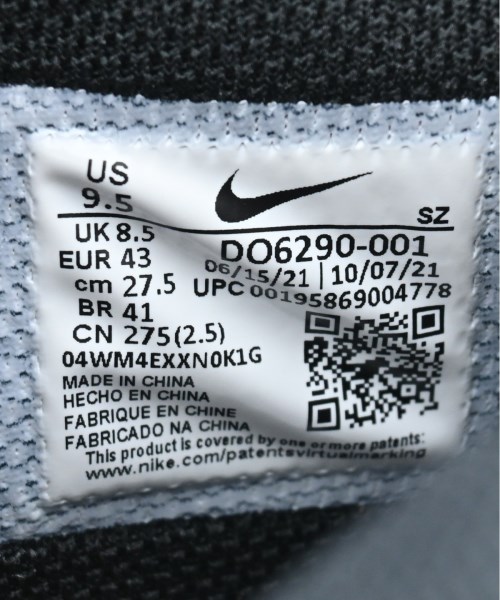 US
9.5
SZ
UK 8.5
EUR 43
cm 27.5
BR 41
CN 275(2.5)
DO6290-001
06/15/21 | 10/07/21
UPC 00195869004778
04WM4EXXN0K1G
MADE IN CHINA
HECHO EN CHINA
FABRIQUE EN CHINE
FABRICADO NA CHINA
This product is covered by one or more patents:
www.nike.com/patentsvirtualmarking